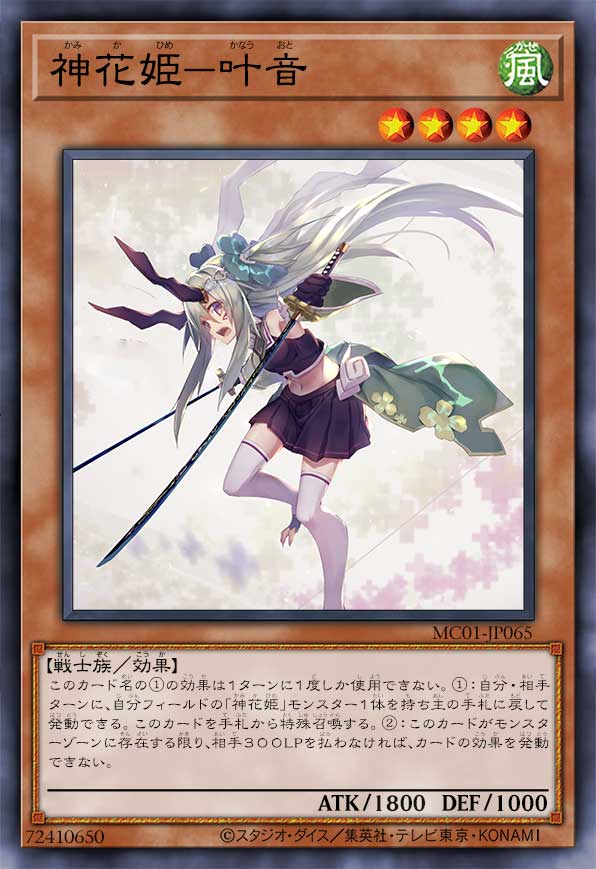 神花姫－叶音
風
MC01-JP065
【戦士族／効果】
このカード名の①の効果は１ターンに１度しか使用できない。①：自分・相手
ターンに、自分フィールドの「神花姫」モンスター１体を持ち主の手札に戻して
発動できる。このカードを手札から特殊召喚する。②：このカードがモンスター
ゾーンに存在する限り、相手は３００LPを払わなければ、カードの効果を発動
できない。
ATK/1800 DEF/1000
72410650
©スタジオ・ダイス／集英社・テレビ東京・KONAMI